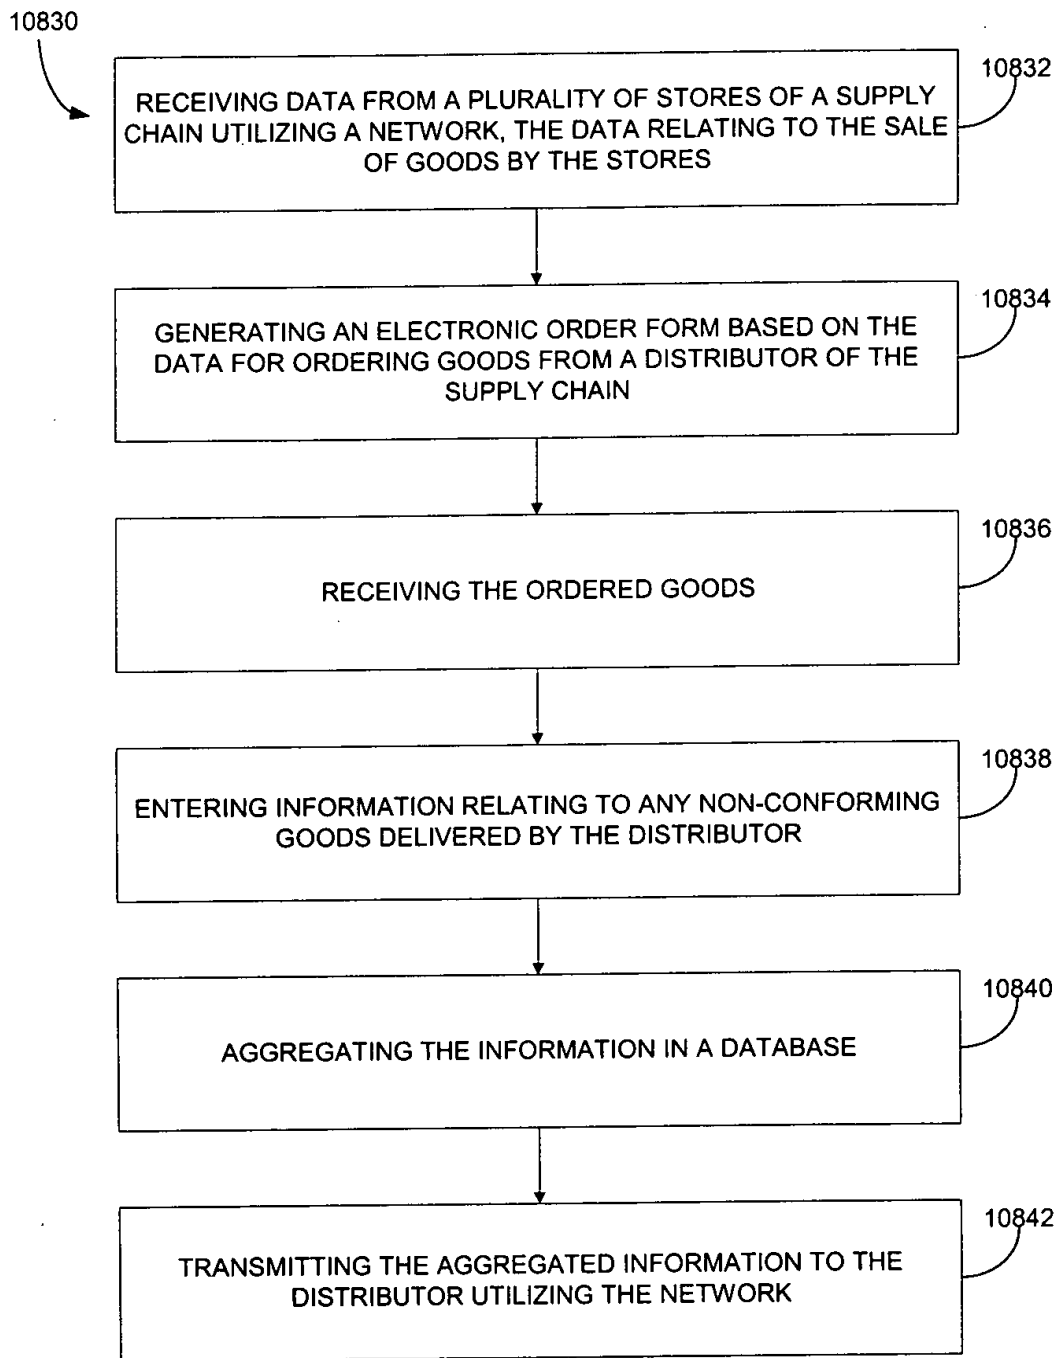 10830
10832
RECEIVING DATA FROM A PLURALITY OF STORES OF A SUPPLY
CHAIN UTILIZING A NETWORK, THE DATA RELATING TO THE SALE
OF GOODS BY THE STORES
10834
GENERATING AN ELECTRONIC ORDER FORM BASED ON THE
DATA FOR ORDERING GOODS FROM A DISTRIBUTOR OF THE
SUPPLY CHAIN
10836
RECEIVING THE ORDERED GOODS
10838
ENTERING INFORMATION RELATING TO ANY NON-CONFORMING
GOODS DELIVERED BY THE DISTRIBUTOR
10840
AGGREGATING THE INFORMATION IN A DATABASE
10842
TRANSMITTING THE AGGREGATED INFORMATION TO THE
DISTRIBUTOR UTILIZING THE NETWORK